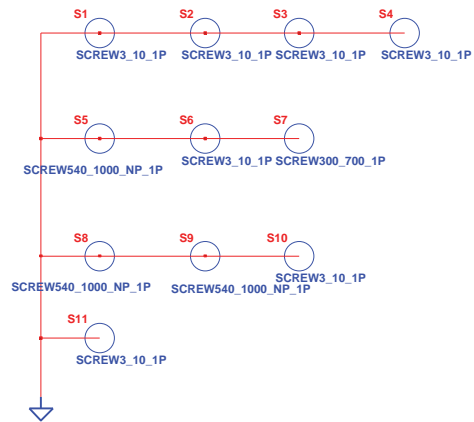 S1 S2 S3 S4
SCREW3_10_1P SCREW3_10_1P SCREW3_10_1P SCREW3_10_1P
S5 S6 S7
SCREW540_1000_NP_1P SCREW3_10_1P SCREW300_700_1P
S8 S9 S10
SCREW540_1000_NP_1P SCREW540_1000_NP_1P SCREW3_10_1P
S11
SCREW3_10_1P